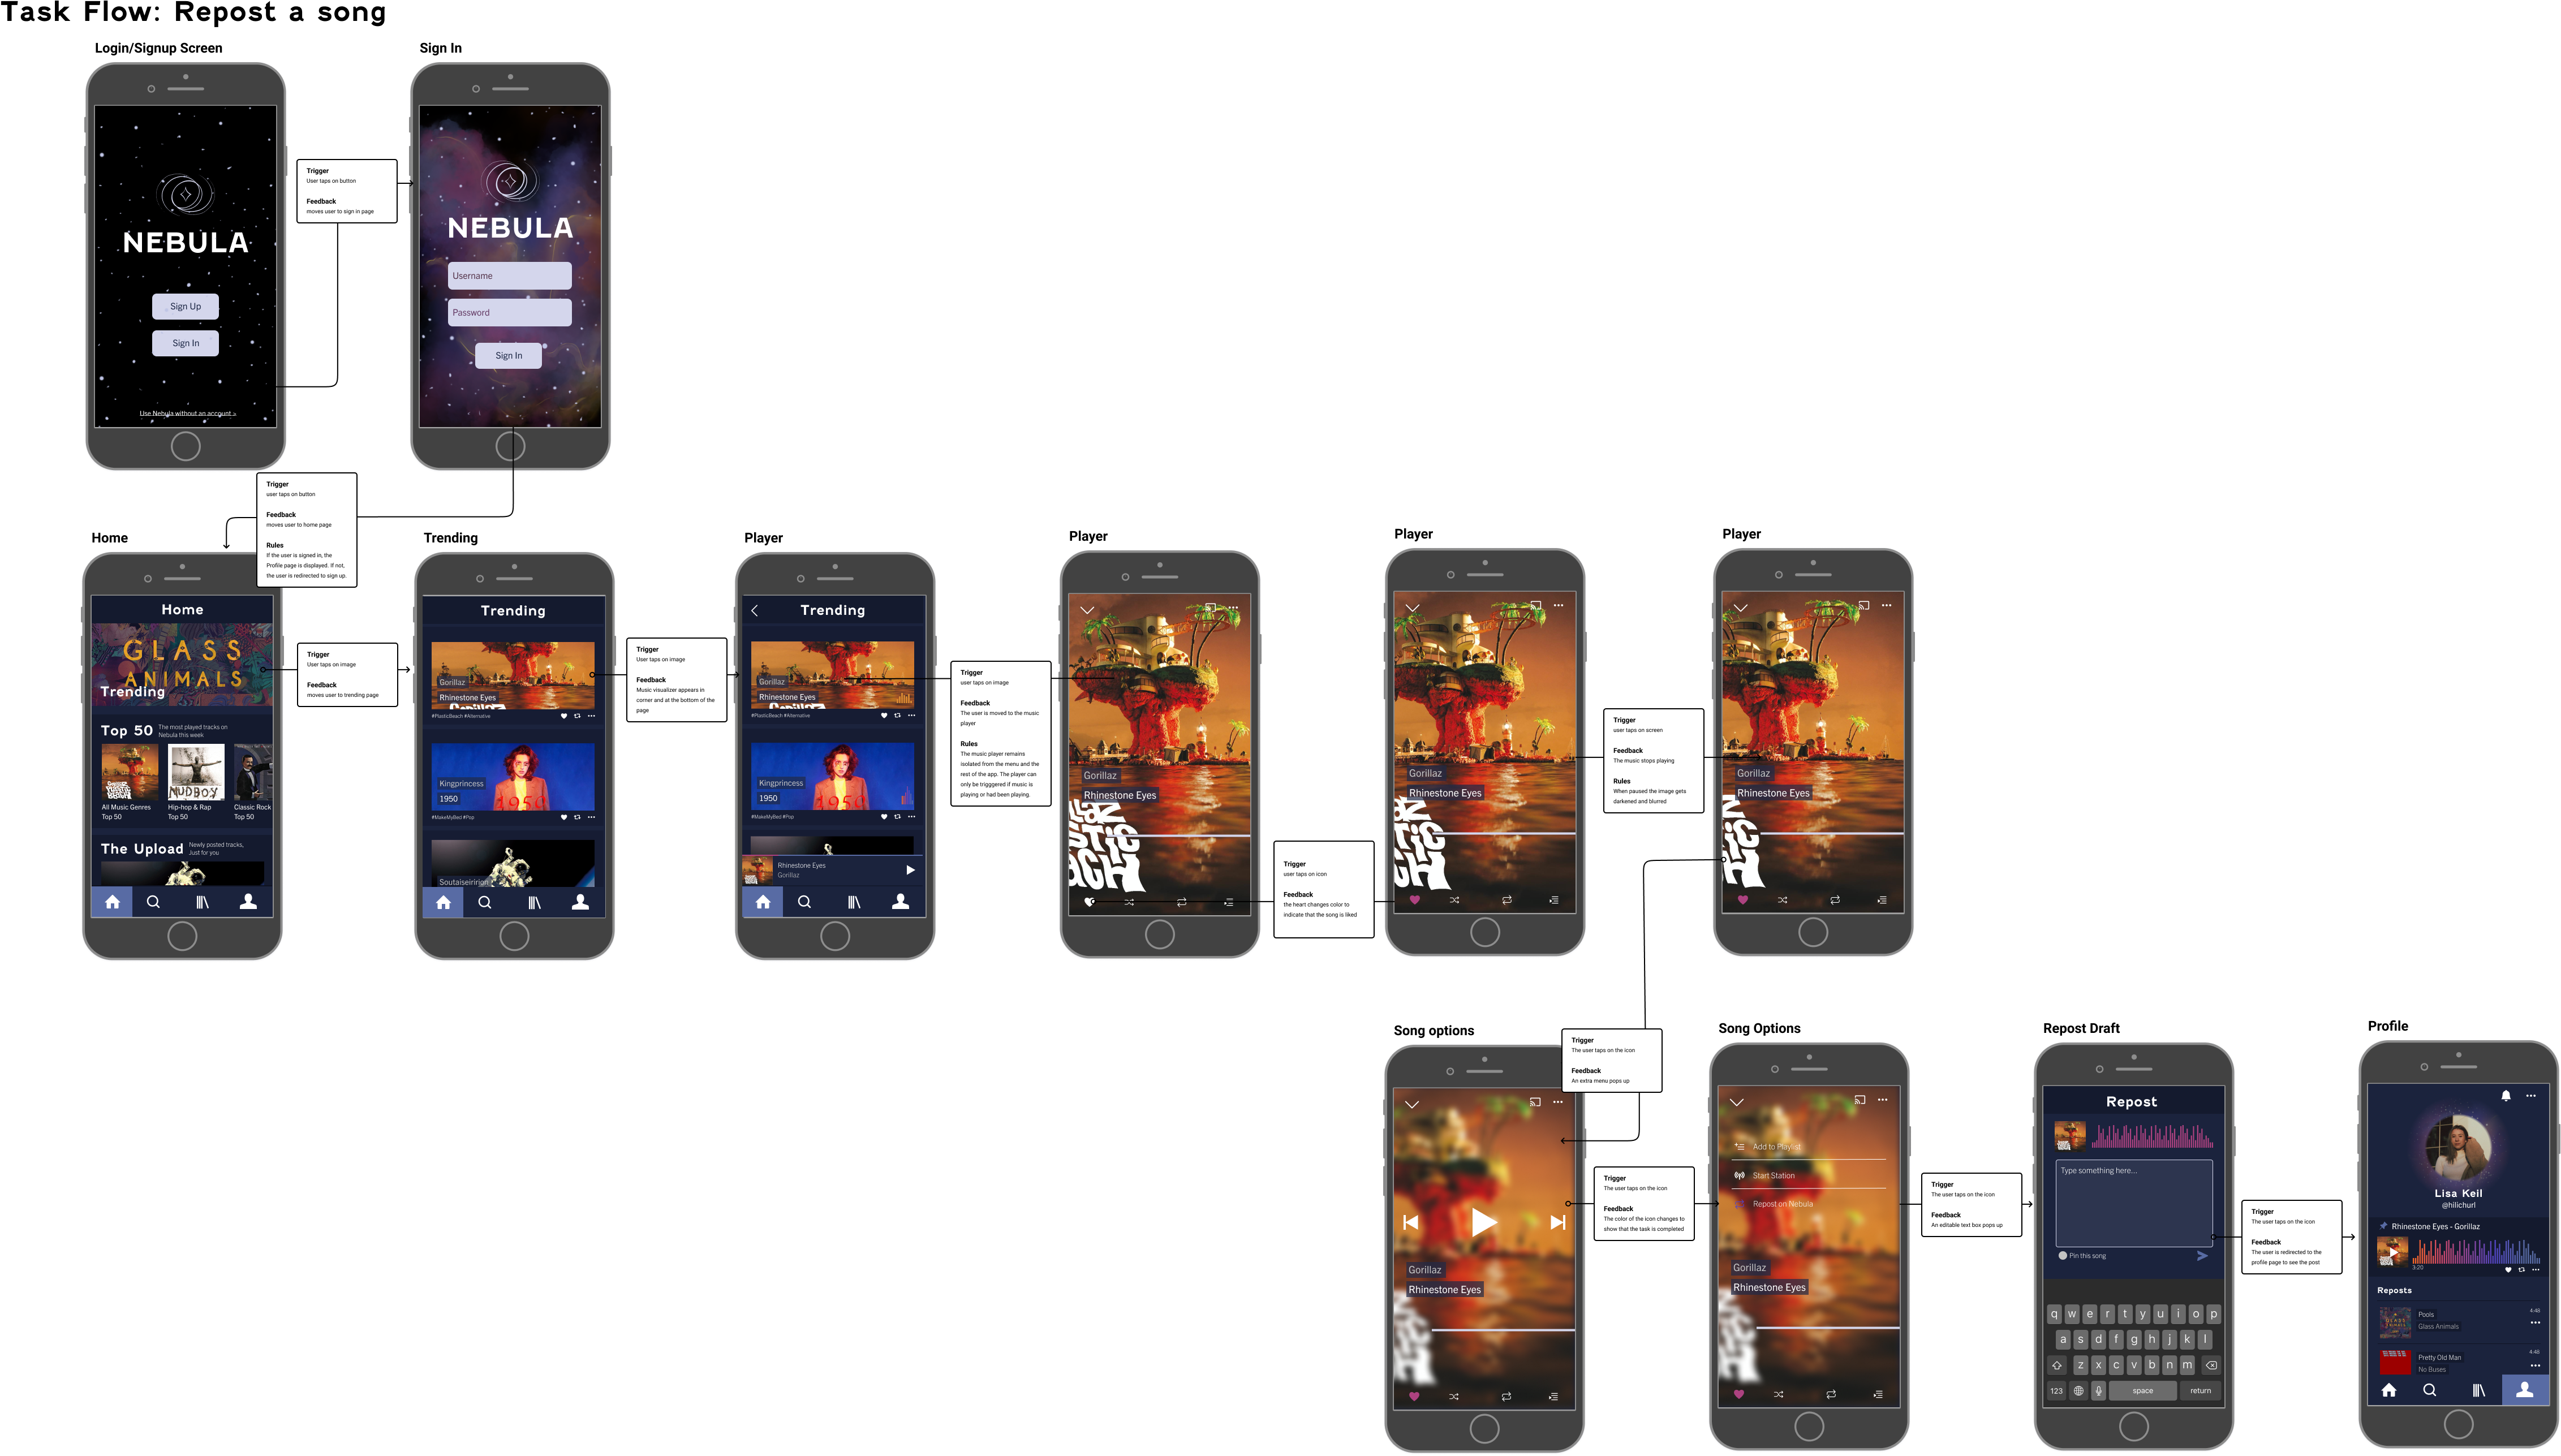 Task Flow: Repost a song
Login/Signup Screen
NEBULA
Sign Up
Sign In
Use Nebula without an account »
Trigger
User taps on button
Feedback
moves user to sign in page
Sign In
NEBULA
Username
Password
Sign In
Trigger
user taps on button
Feedback
moves user to home page
Rules
If the user is signed in, the
Profile page is displayed. If not,
the user is redirected to sign up.
Home
Home
GLASS
ANIMALS
Trending
Top 50
The most played tracks on
Nebula this week
NUDBOY
All Music Genres
Top 50
Hip-hop & Rap
Top 50
Classic Rock
Top 50
The Upload
Newly posted tracks,
Just for you
Trigger
User taps on image
Feedback
moves user to trending page
Trending
Trending
Gorillaz
Rhinestone Eyes
#PlasticBeach #Alternative
Kingprincess
1950
1950
#MakeMyBed #Pop
Soutaiseiriron
Trigger
User taps on image
Feedback
Music visualizer appears in
corner and at the bottom of the
page
Player
Trending
Gorillaz
Rhinestone Eyes
#PlasticBeach #Alternative
Kingprincess
1950
1950
#MakeMyBed #Pop
Rhinestone Eyes
Gorillaz
Trigger
user taps on image
Feedback
The user is moved to the music
player
Rules
The music player remains
isolated from the menu and the
rest of the app. The player can
only be trigggered if music is
playing or had been playing.
Player
Gorillaz
Rhinestone Eyes
Trigger
user taps on icon
Feedback
the heart changes color to
indicate that the song is liked
Player
Gorillaz
Rhinestone Eyes
Trigger
user taps on screen
Feedback
The music stops playing
Rules
When paused the image gets
darkened and blurred
Player
Gorillaz
Rhinestone Eyes
Trigger
The user taps on the icon
Feedback
An extra menu pops up
Song options
Gorillaz
Rhinestone Eyes
Trigger
The user taps on the icon
Feedback
The color of the icon changes to
show that the task is completed
Song Options
Add to Playlist
Start Station
Repost on Nebula
Gorillaz
Rhinestone Eyes
Trigger
The user taps on the icon
Feedback
An editable text box pops up
Repost Draft
Repost
Type something here...
Pin this song
q w e r t y u i o p
a s d f g h j k l
z x c v b n m
123 space return
Trigger
The user taps on the icon
Feedback
The user is redirected to the
profile page to see the post
Profile
Lisa Keil
@hilichurl
Rhinestone Eyes - Gorillaz
3:20
Reposts
Pools
Glass Animals
4:48
Pretty Old Man
No Buses
4:48